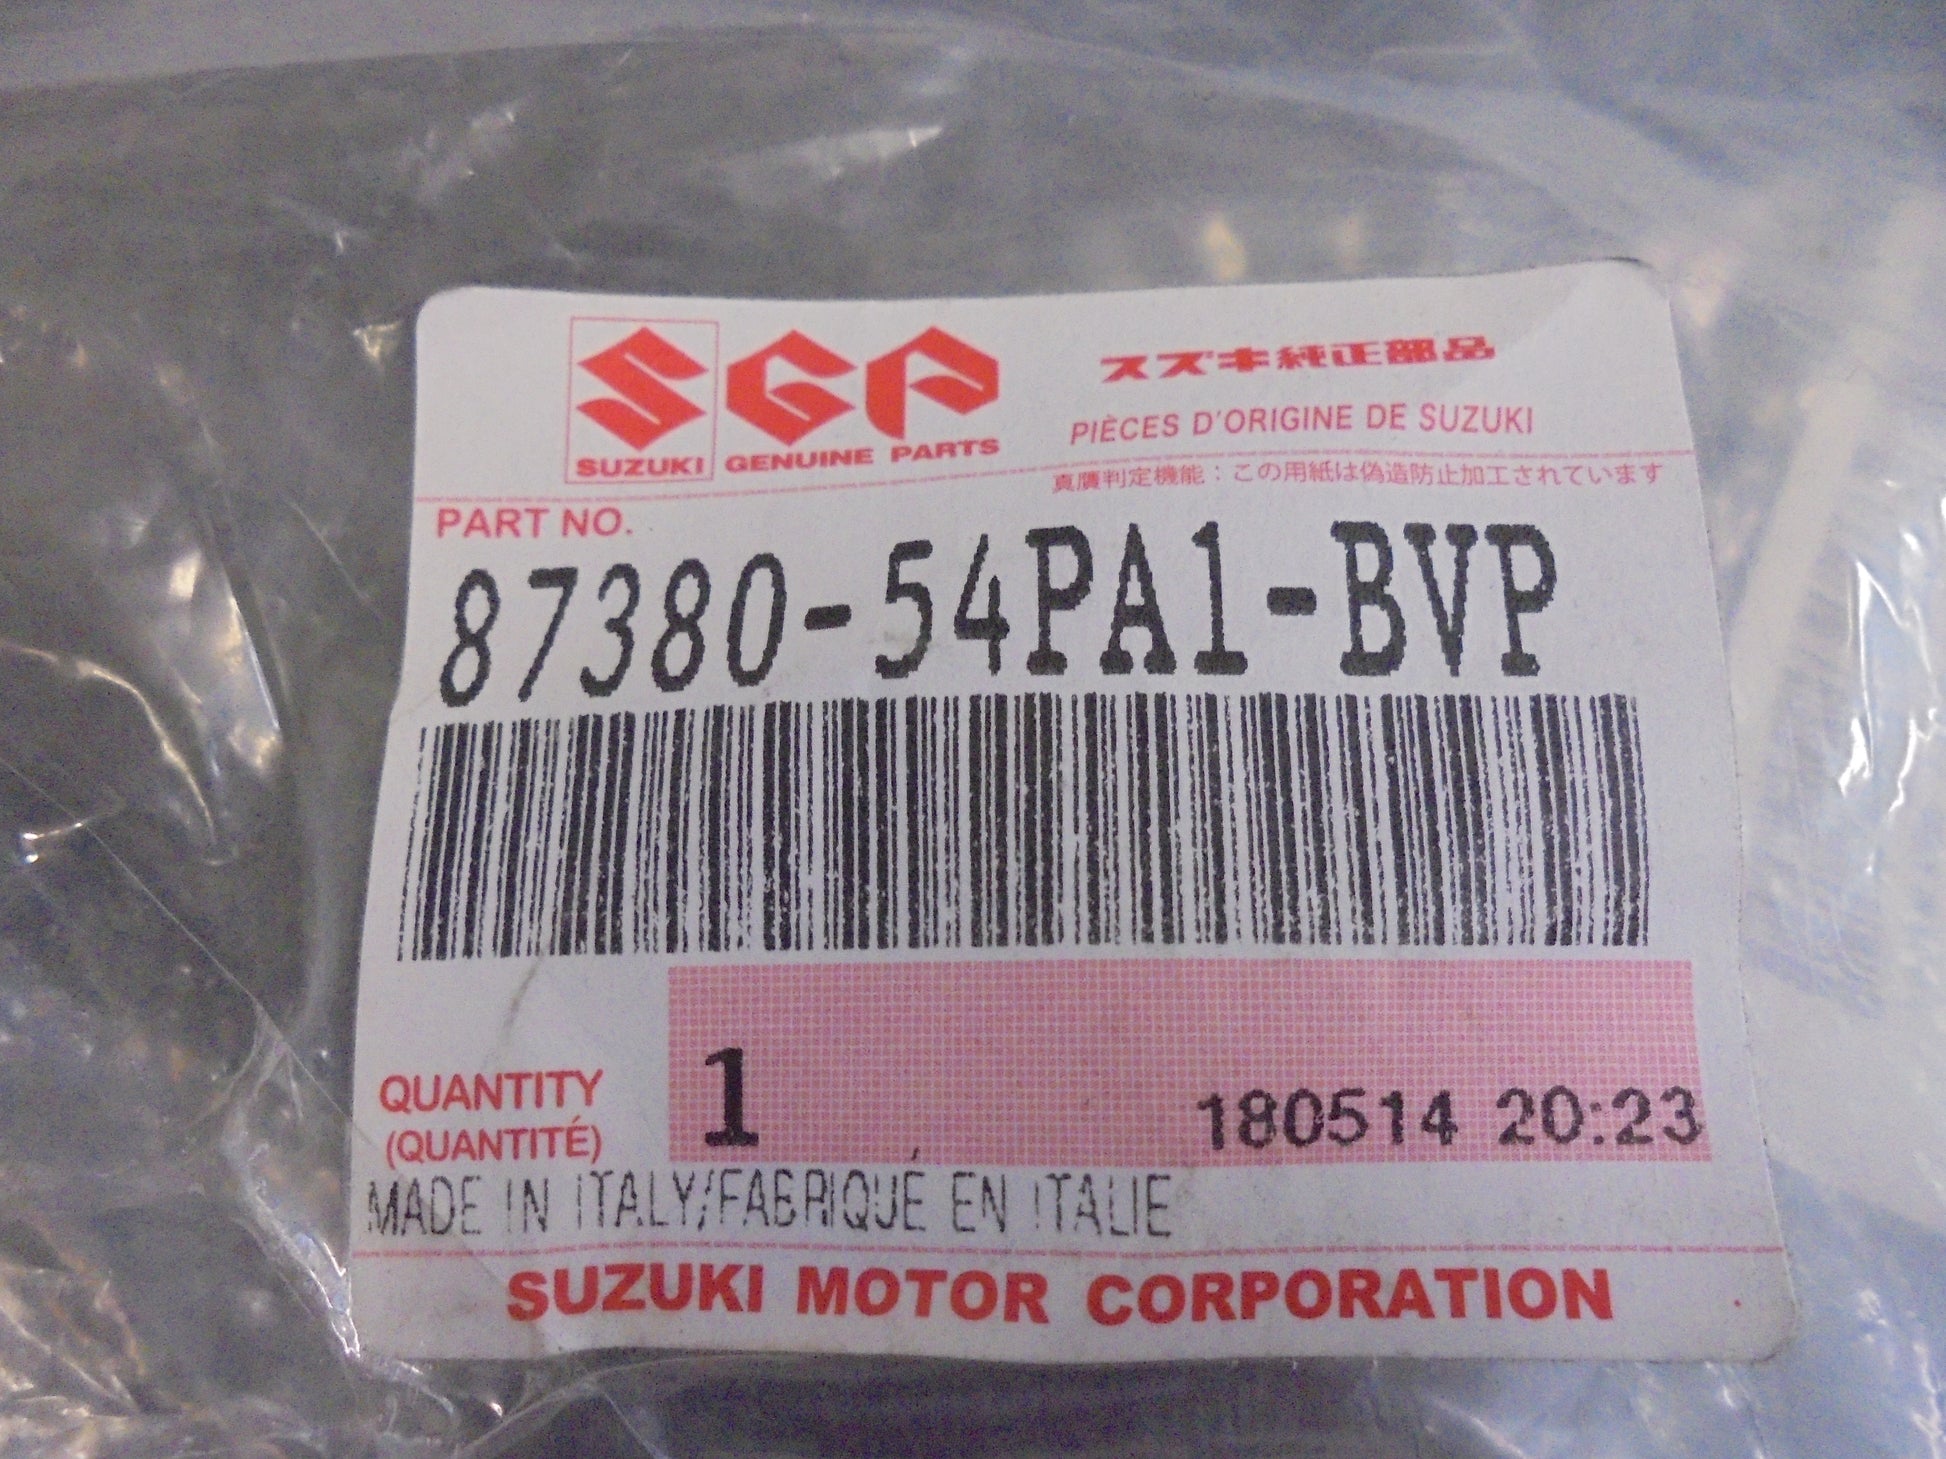 SGP
スズキ純正部品
SUZUKI GENUINE PARTS
PIÈCES D'ORIGINE DE SUZUKI
真贋判定機能：この用紙は偽造防止加工されています
PART NO.
87380-54PA1-BVP
QUANTITY
(QUANTITÉ)
1
180514 20:23
MADE IN ITALY/FABRIQUÉ EN ITALIE
SUZUKI MOTOR CORPORATION